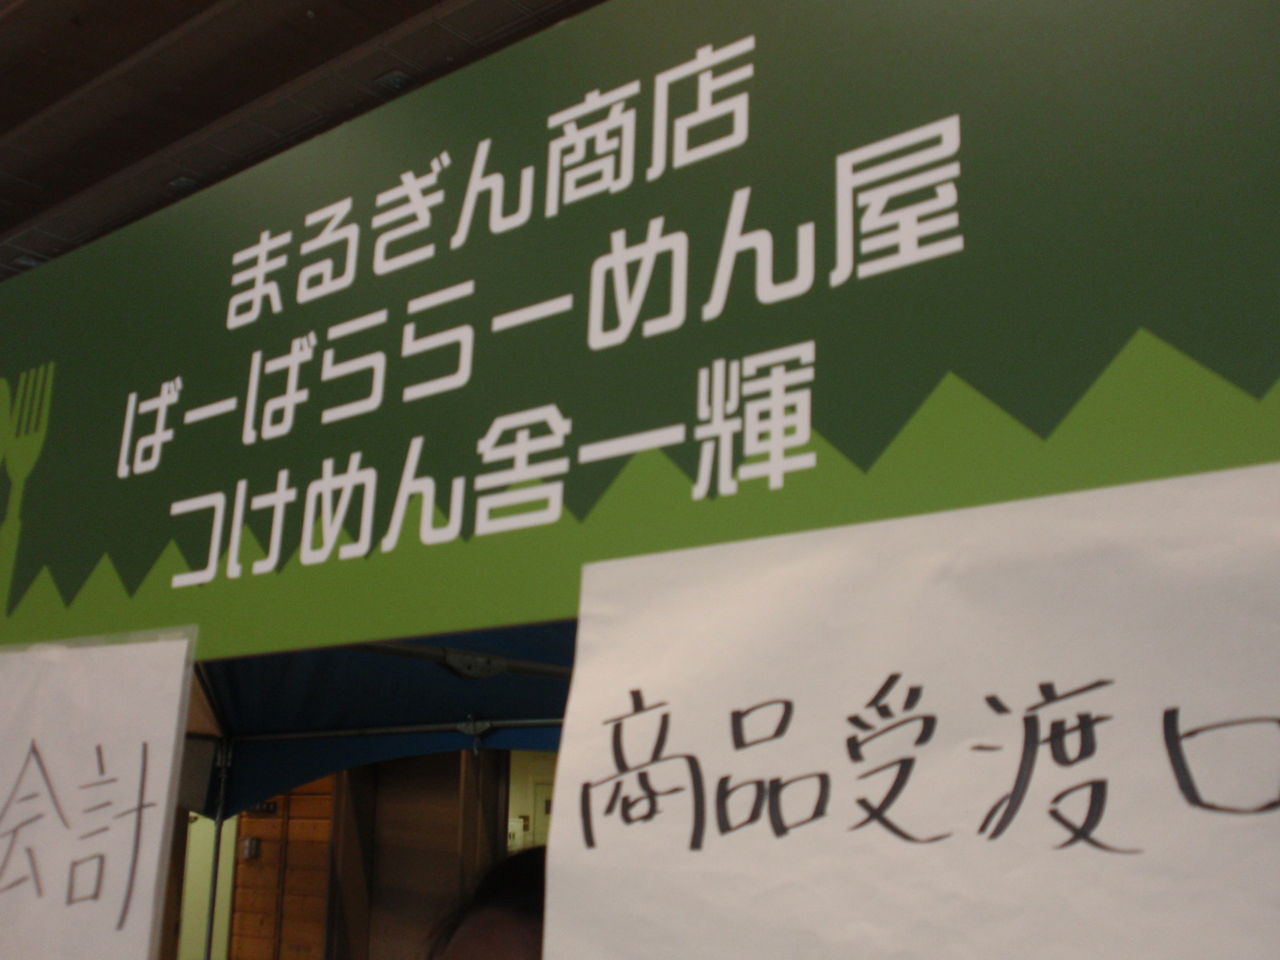 まるぎん商店
ばーばららーめん屋
つけめん舎一輝
会計
商品受渡口